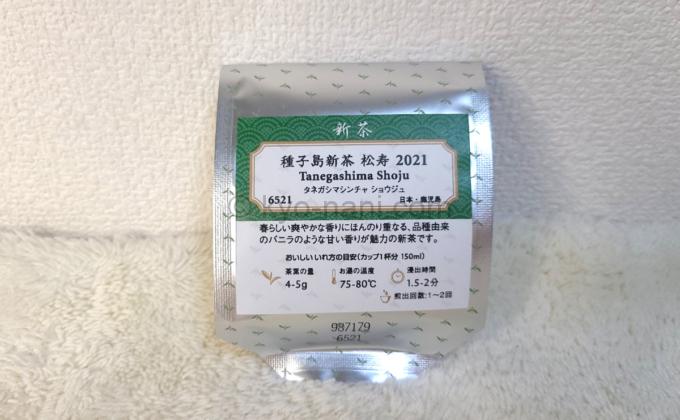 新茶
種子島新茶 松寿 2021
Tanegashima Shoju
タネガシマシンチャ ショウジュ
6521 日本・鹿児島
kyo-nani.com
春らしい爽やかな香りにほんのり重なる、品種由来
のバニラのような甘い香りが魅力の新茶です。
おいしいいれ方の目安(カップ1杯分 150ml)
茶葉の量 お湯の温度 浸出時間
4-5g 75-80℃ 1.5-2分
煎出回数:1~2回
987179
6521